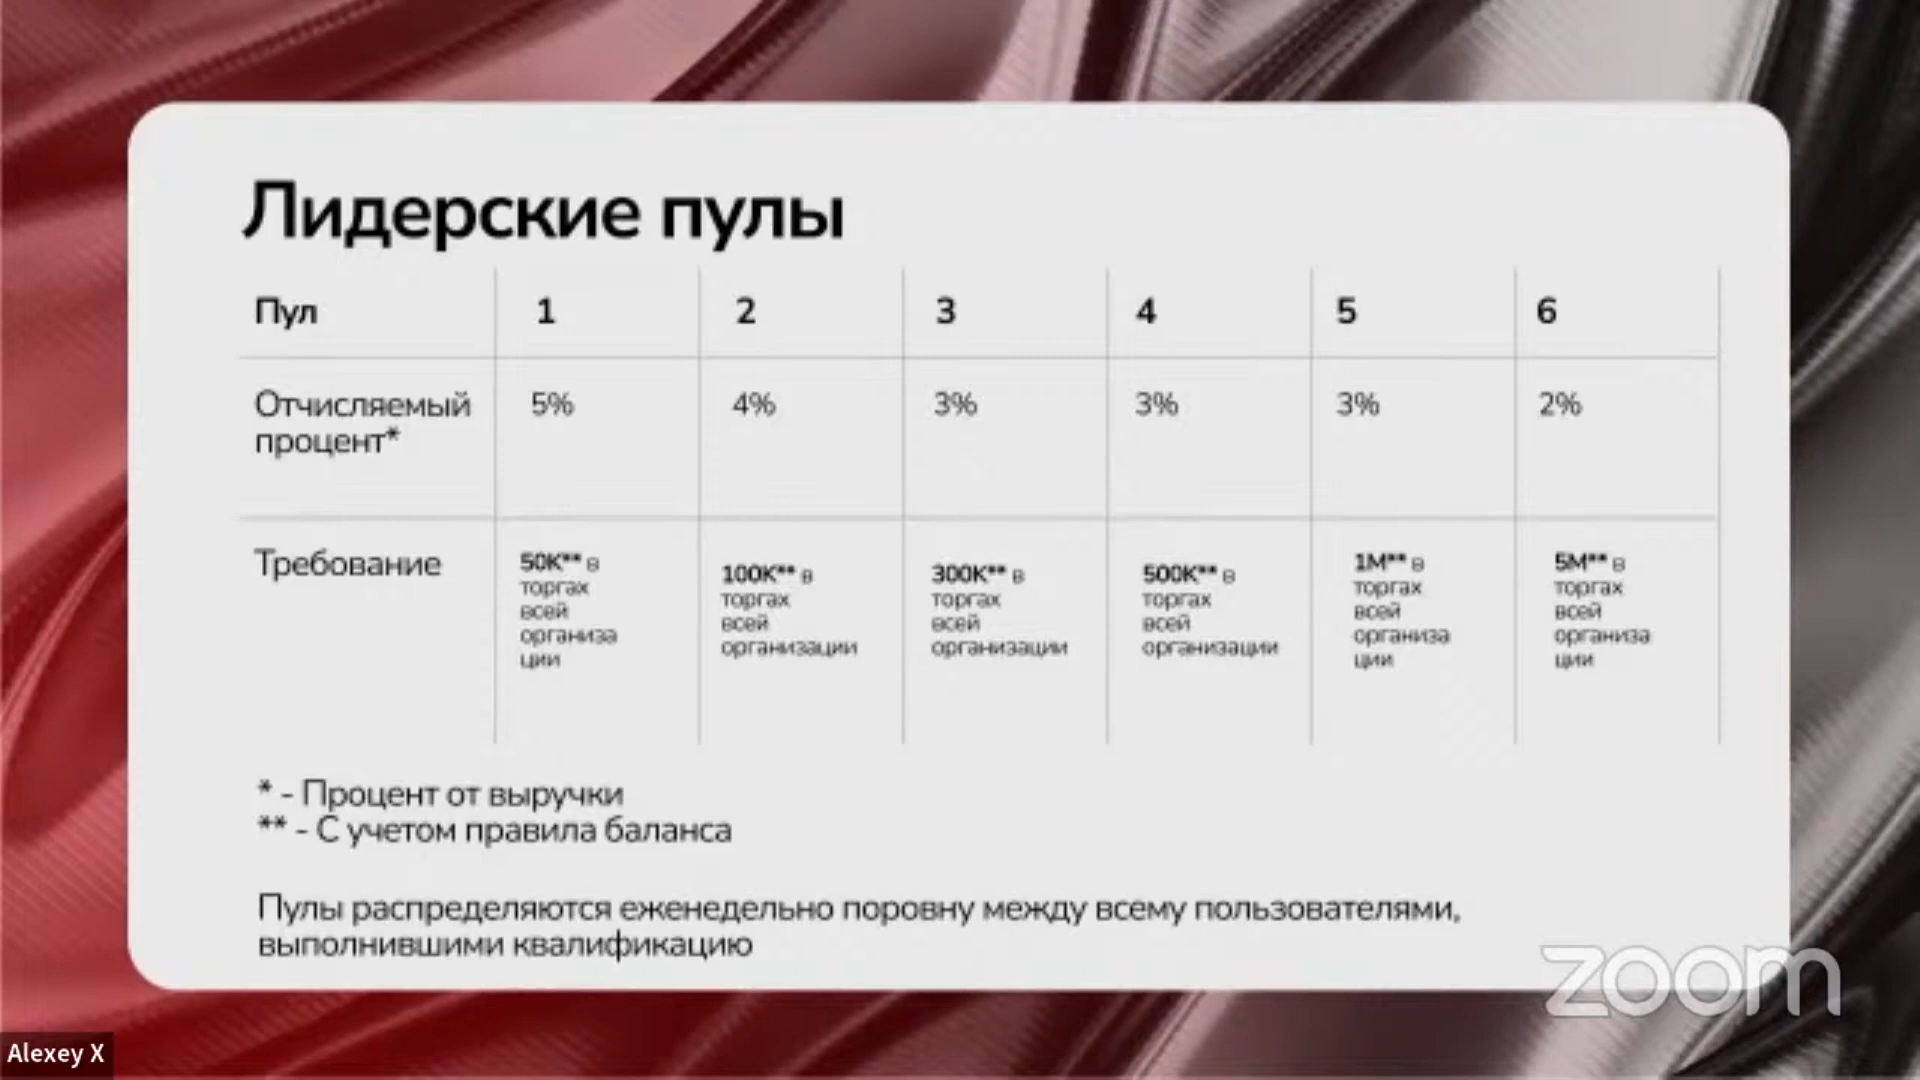 Лидерские пулы
Пул 1 2 3 4 5 6
Отчисляемый процент* 5% 4% 3% 3% 3% 2%
Требование
50K** в
торгах
всей
организа
ции
100K** в
торгах
всей
организации
300K** в
торгах
всей
организации
500K** в
торгах
всей
организации
1M** в
торгах
всей
организа
ции
5M** в
торгах
всей
организа
ции
* - Процент от выручки
** - С учетом правила баланса
Пулы распределяются еженедельно поровну между всему пользователями,
выполнившими квалификацию
zoom
Alexey X